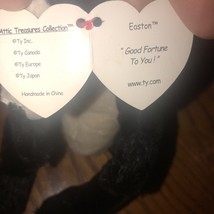 Attic Treasures Collection™
©Ty Inc.
©Ty Canada
©Ty Europe
©Ty Japan
Handmade in China
Easton™
"Good Fortune
To You!"
www.ty.com